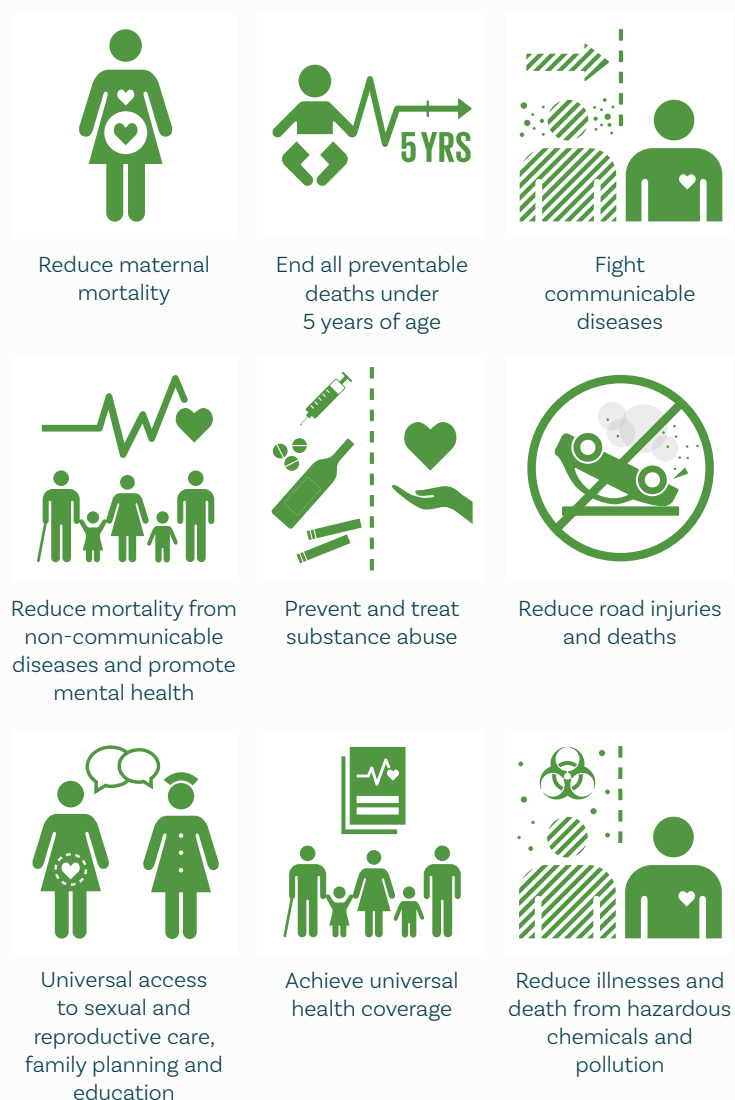 5 YRS
Reduce maternal
mortality
End all preventable
deaths under
5 years of age
Fight
communicable
diseases
Reduce mortality from
non-communicable
diseases and promote
mental health
Prevent and treat
substance abuse
Reduce road injuries
and deaths
Universal access
to sexual and
reproductive care,
family planning and
education
Achieve universal
health coverage
Reduce illnesses and
death from hazardous
chemicals and
pollution